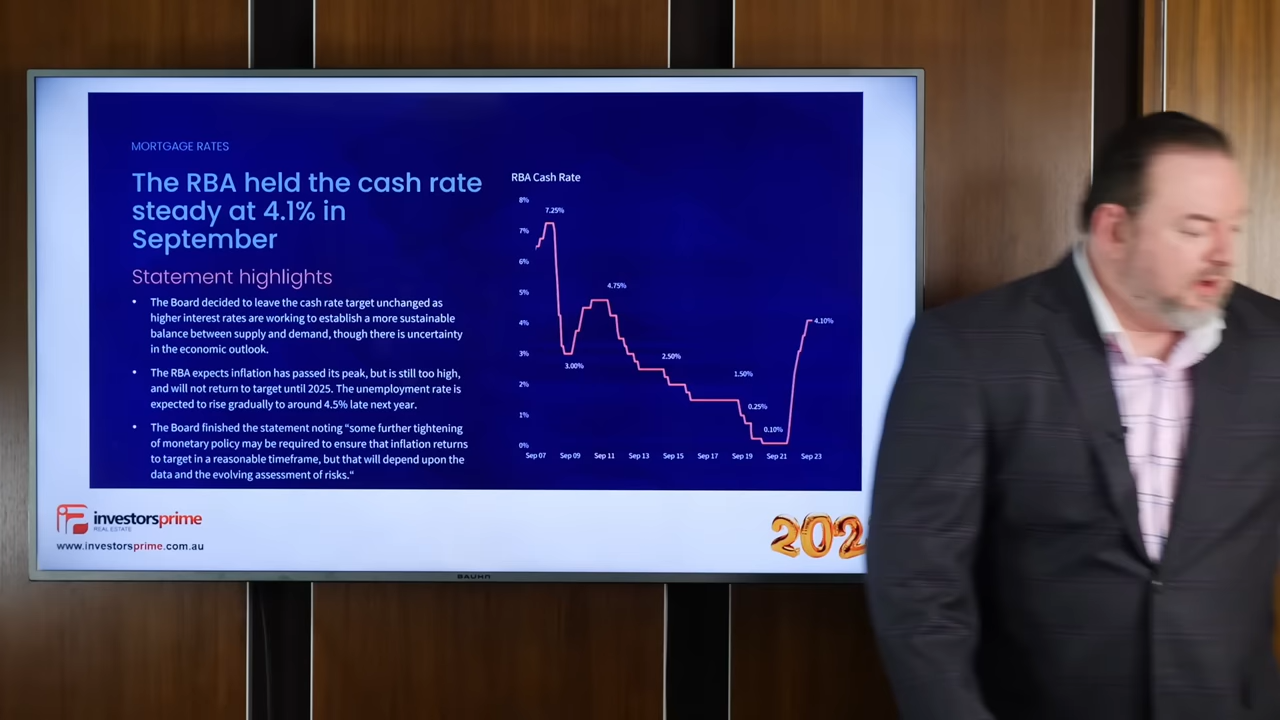 MORTGAGE RATES
The RBA held the cash rate
steady at 4.1% in
September
Statement highlights
• The Board decided to leave the cash rate target unchanged as
higher interest rates are working to establish a more sustainable
balance between supply and demand, though there is uncertainty
in the economic outlook.
• The RBA expects inflation has passed its peak, but is still too high,
and will not return to target until 2025. The unemployment rate is
expected to rise gradually to around 4.5% late next year.
• The Board finished the statement noting "some further tightening
of monetary policy may be required to ensure that inflation returns
to target in a reasonable timeframe, but that will depend upon the
data and the evolving assessment of risks."
RBA Cash Rate
8%
7%
6%
5%
4%
3%
2%
1%
0%
7.25%
3.00%
4.75%
2.50%
1.50%
0.25%
0.10%
4.10%
Sep 07 Sep 09 Sep 11 Sep 13 Sep 15 Sep 17 Sep 19 Sep 21 Sep 23
investorsprime
REAL ESTATE
www.investorsprime.com.au
202
BAUHN